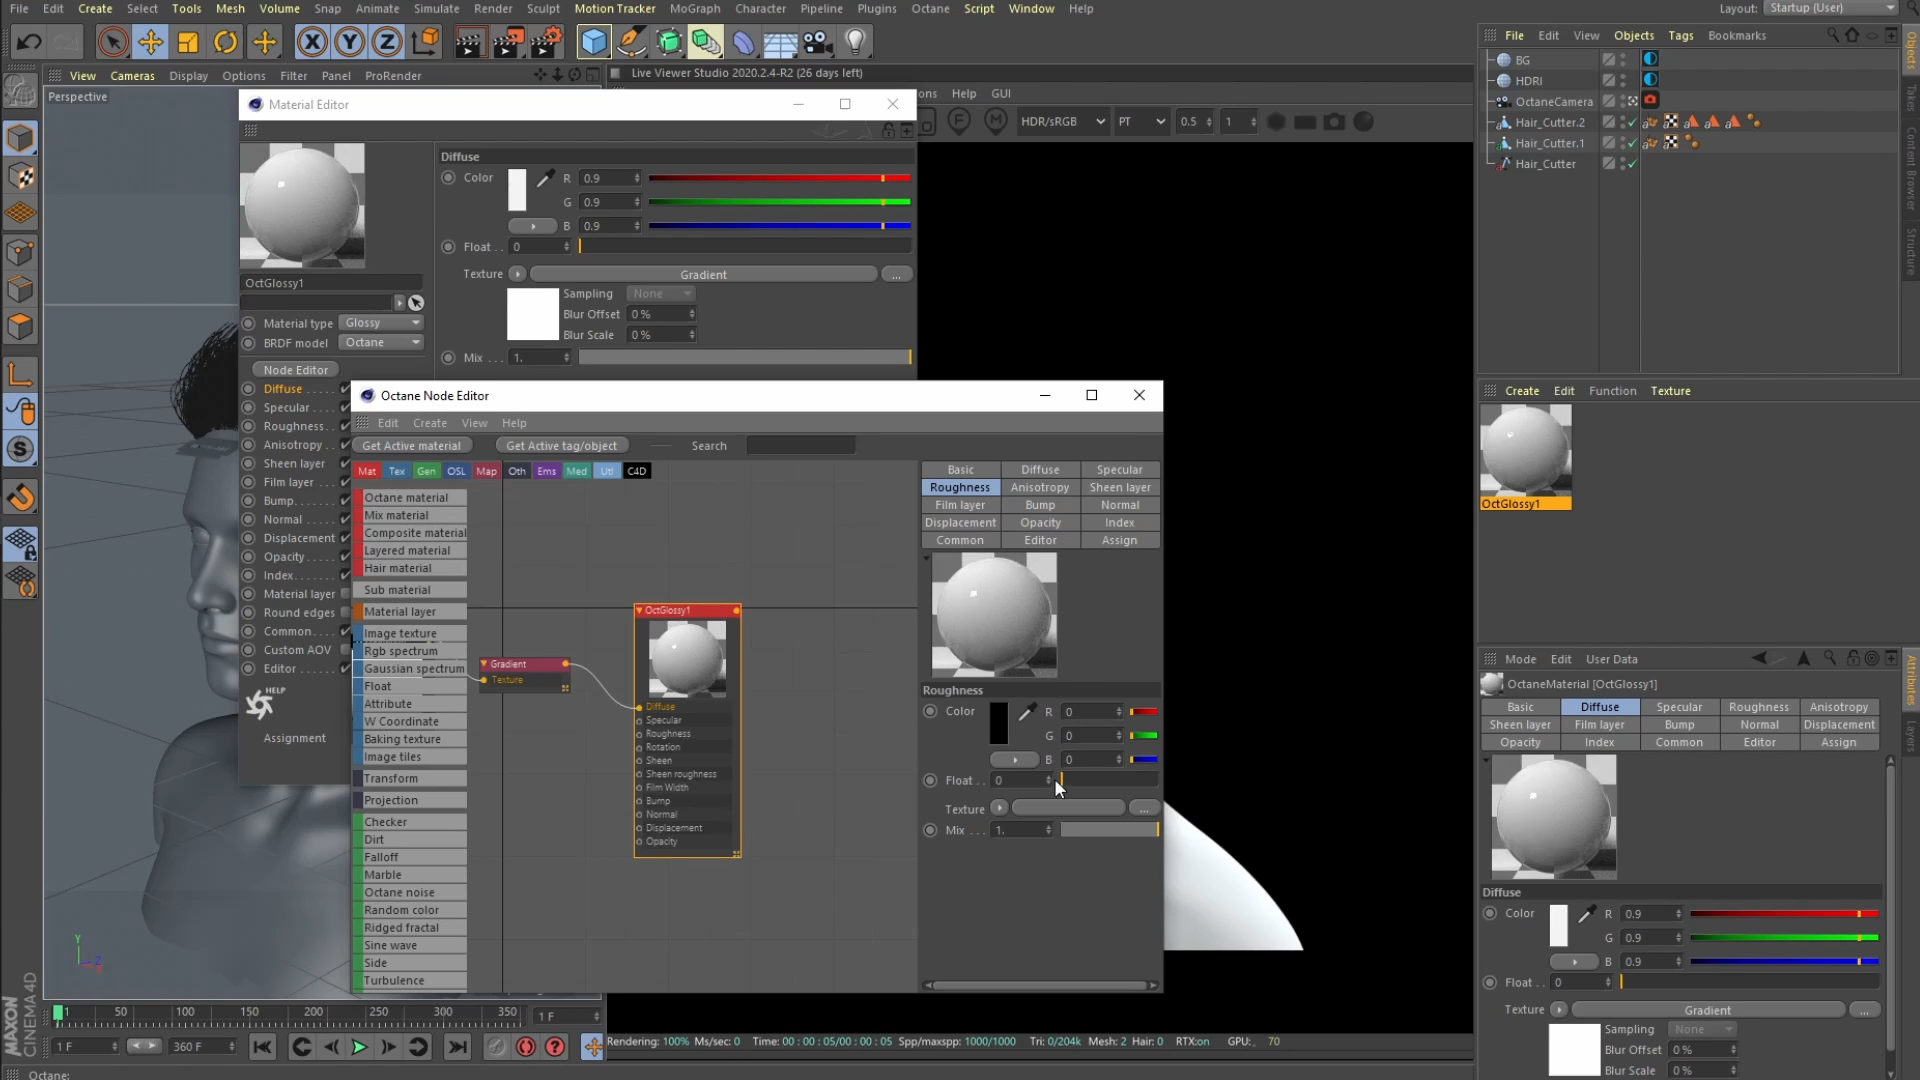 File Edit Create Select Tools Mesh Volume Snap Animate Simulate Render Sculpt Motion Tracker MoGraph Character Pipeline Plugins Octane Script Window Help Layout: Startup (User)
View Cameras Display Options Filter Panel ProRender
Perspective
Live Viewer Studio 2020.2.4-R2 (26 days left)
ons Help GUI
HDR/sRGB PT 0.5 1
Material Editor
Diffuse
Color R 0.9
G 0.9
B 0.9
Float . . 0
Texture Gradient ...
Sampling None
Blur Offset 0 %
Blur Scale 0 %
Mix . . . 1.
OctGlossy1
Material type Glossy
BRDF model Octane
Node Editor
Diffuse . . . . .
Specular . . . .
Roughness. .
Anisotropy . .
Sheen layer
Film layer . . .
Bump. . . . . .
Normal . . . . .
Displacement
Opacity. . . . .
Index. . . . . . .
Material layer
Round edges
Common. . . .
Custom AOV
Editor . . . . . .
HELP
Assignment
Octane Node Editor
Edit Create View Help
Get Active material Get Active tag/object Search
Mat Tex Gen OSL Map Oth Ems Med Utl C4D
Octane material
Mix material
Composite material
Layered material
Hair material
Sub material
Material layer
Image texture
Rgb spectrum
Gaussian spectrum
Float
Attribute
W Coordinate
Baking texture
Image tiles
Transform
Projection
Checker
Dirt
Falloff
Marble
Octane noise
Random color
Ridged fractal
Sine wave
Side
Turbulence
Gradient
Texture
OctGlossy1
Diffuse
Specular
Roughness
Rotation
Sheen
Sheen roughness
Film Width
Bump
Normal
Displacement
Opacity
Basic Diffuse Specular
Roughness Anisotropy Sheen layer
Film layer Bump Normal
Displacement Opacity Index
Common Editor Assign
Roughness
Color R 0
G 0
B 0
Float . . 0
Texture ...
Mix . . . 1.
File Edit View Objects Tags Bookmarks
BG
HDRI
OctaneCamera
Hair_Cutter.2
Hair_Cutter.1
Hair_Cutter
Objects
Takes
Content Browser
Structure
Create Edit Function Texture
OctGlossy1
Mode Edit User Data
OctaneMaterial [OctGlossy1]
Basic Diffuse Specular Roughness Anisotropy
Sheen layer Film layer Bump Normal Displacement
Opacity Index Common Editor Assign
Attributes
Layers
Diffuse
Color R 0.9
G 0.9
B 0.9
Float . . 0
Texture Gradient ...
Sampling None
Blur Offset 0 %
Blur Scale 0 %
Y
Z
X
1 50 100 150 200 250 300 350 1 F
1 F 360 F
Rendering: 100% Ms/sec: 0 Time: 00 : 00 : 05/00 : 00 : 05 Spp/maxspp: 1000/1000 Tri: 0/204k Mesh: 2 Hair: 0 RTX:on GPU: 70
MAXON
CINEMA 4D
Octane: